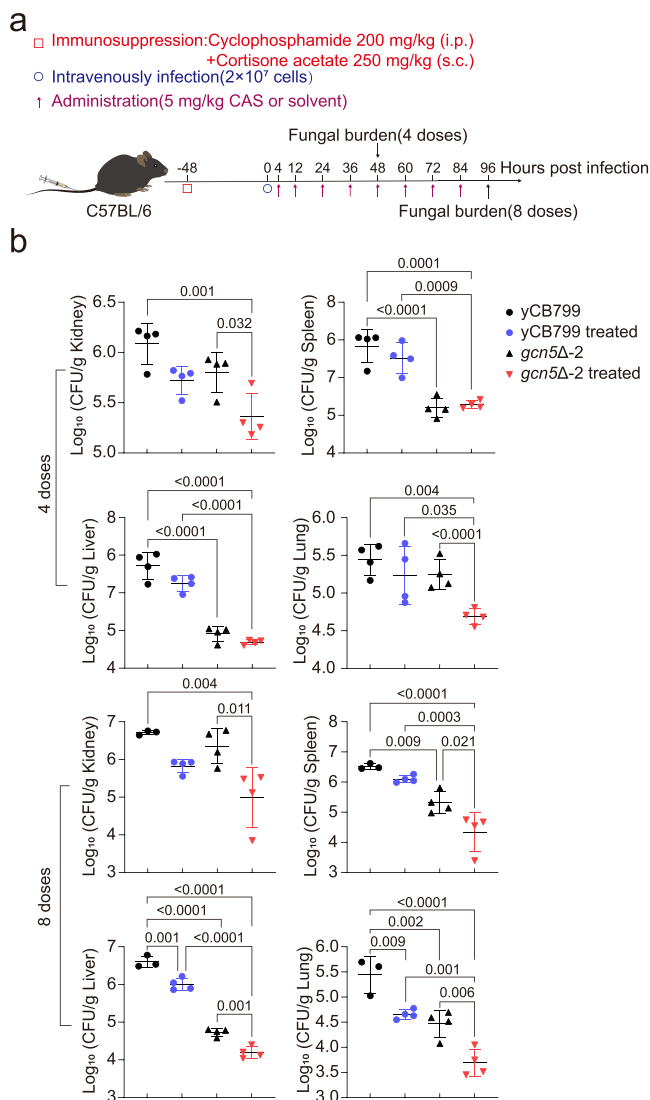 a
□ Immunosuppression:Cyclophosphamide 200 mg/kg (i.p.)
+Cortisone acetate 250 mg/kg (s.c.)
○ Intravenously infection(2×10⁷ cells)
↑ Administration(5 mg/kg CAS or solvent)
Fungal burden(4 doses)
-48 0 4 12 24 36 48 60 72 84 96 Hours post infection
C57BL/6
Fungal burden(8 doses)
b
4 doses
Log₁₀ (CFU/g Kidney)
6.5
6.0
5.5
5.0
0.001
0.032
Log₁₀ (CFU/g Spleen)
8
6
7
5
4
0.0001
0.0009
<0.0001
yCB799
yCB799 treated
gcn5Δ-2
gcn5Δ-2 treated
Log₁₀ (CFU/g Liver)
8
6
7
5
4
<0.0001
<0.0001
<0.0001
Log₁₀ (CFU/g Lung)
6.0
5.5
5.0
4.5
4.0
0.004
0.035
<0.0001
8 doses
Log₁₀ (CFU/g Kidney)
7
6
5
4
3
0.004
0.011
Log₁₀ (CFU/g Spleen)
8
7
6
5
4
3
<0.0001
0.0003
0.009
0.021
Log₁₀ (CFU/g Liver)
7
6
5
4
3
<0.0001
<0.0001
0.001
<0.0001
0.001
Log₁₀ (CFU/g Lung)
6.0
5.5
5.0
4.5
4.0
3.5
3.0
<0.0001
0.002
0.009
0.001
0.006